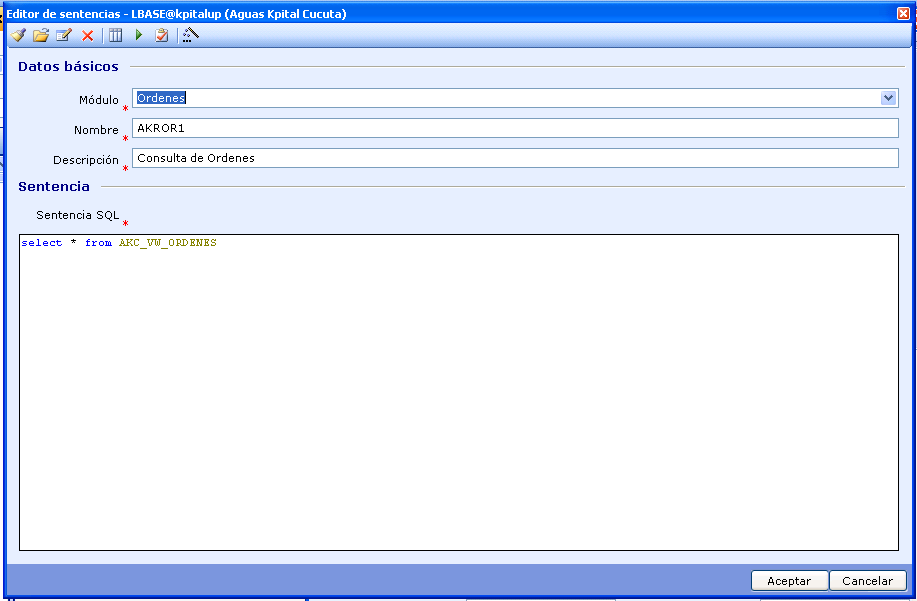 Editor de sentencias - LBASE@kpitalup (Aguas Kpital Cucuta)
Datos básicos
Módulo * Ordenes
Nombre * AKROR1
Descripción * Consulta de Ordenes
Sentencia
Sentencia SQL *
select * from AKC_VW_ORDENES
Aceptar Cancelar